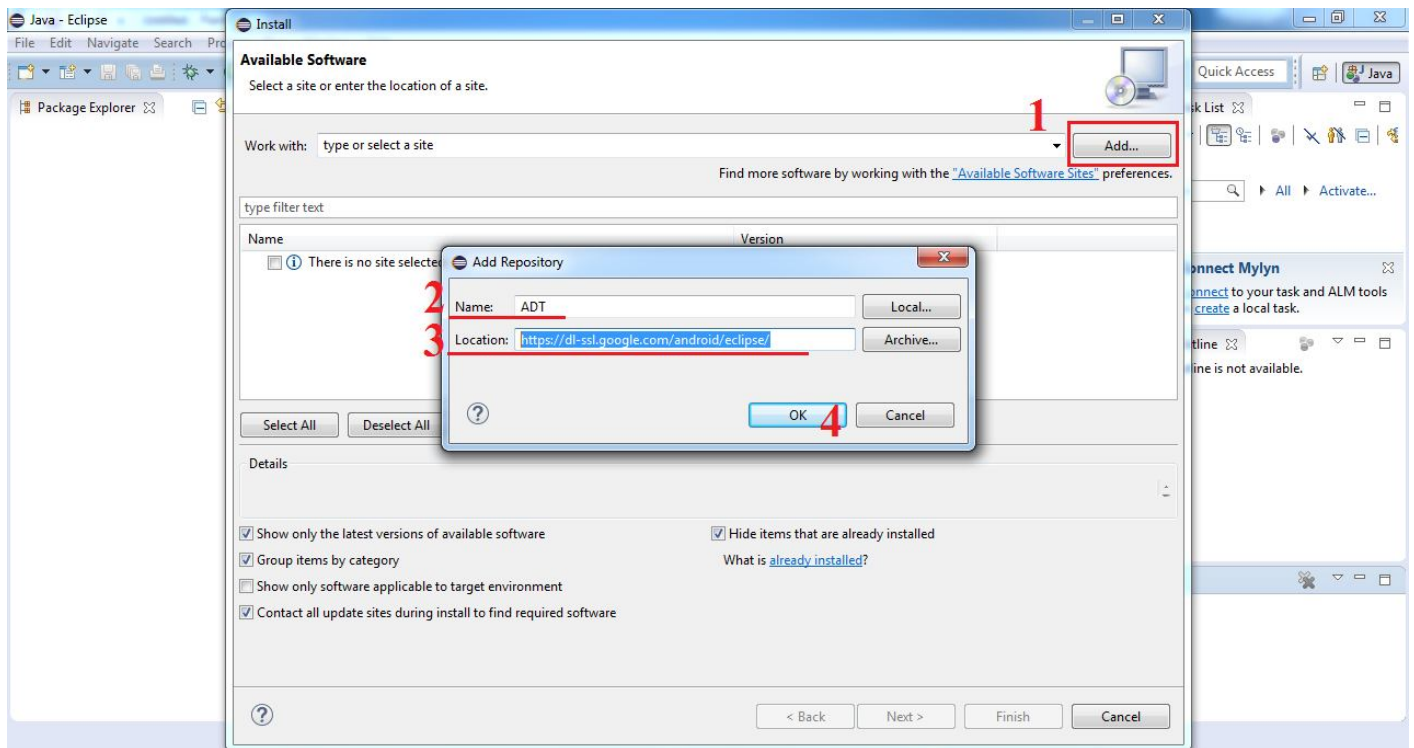 Java - Eclipse
Install
File Edit Navigate Search Pro
Available Software
Select a site or enter the location of a site.
Quick Access
Java
Package Explorer
sk List
1
Work with: type or select a site
Add...
Find more software by working with the "Available Software Sites" preferences.
All Activate...
type filter text
Name Version
There is no site selected
Add Repository
onnect Mylyn
onnect to your task and ALM tools
create a local task.
2 Name: ADT Local...
3 Location: https://dl-ssl.google.com/android/eclipse/ Archive...
tline
ine is not available.
OK 4 Cancel
Select All Deselect All
Details
Show only the latest versions of available software
Hide items that are already installed
Group items by category
What is already installed?
Show only software applicable to target environment
Contact all update sites during install to find required software
< Back Next > Finish Cancel